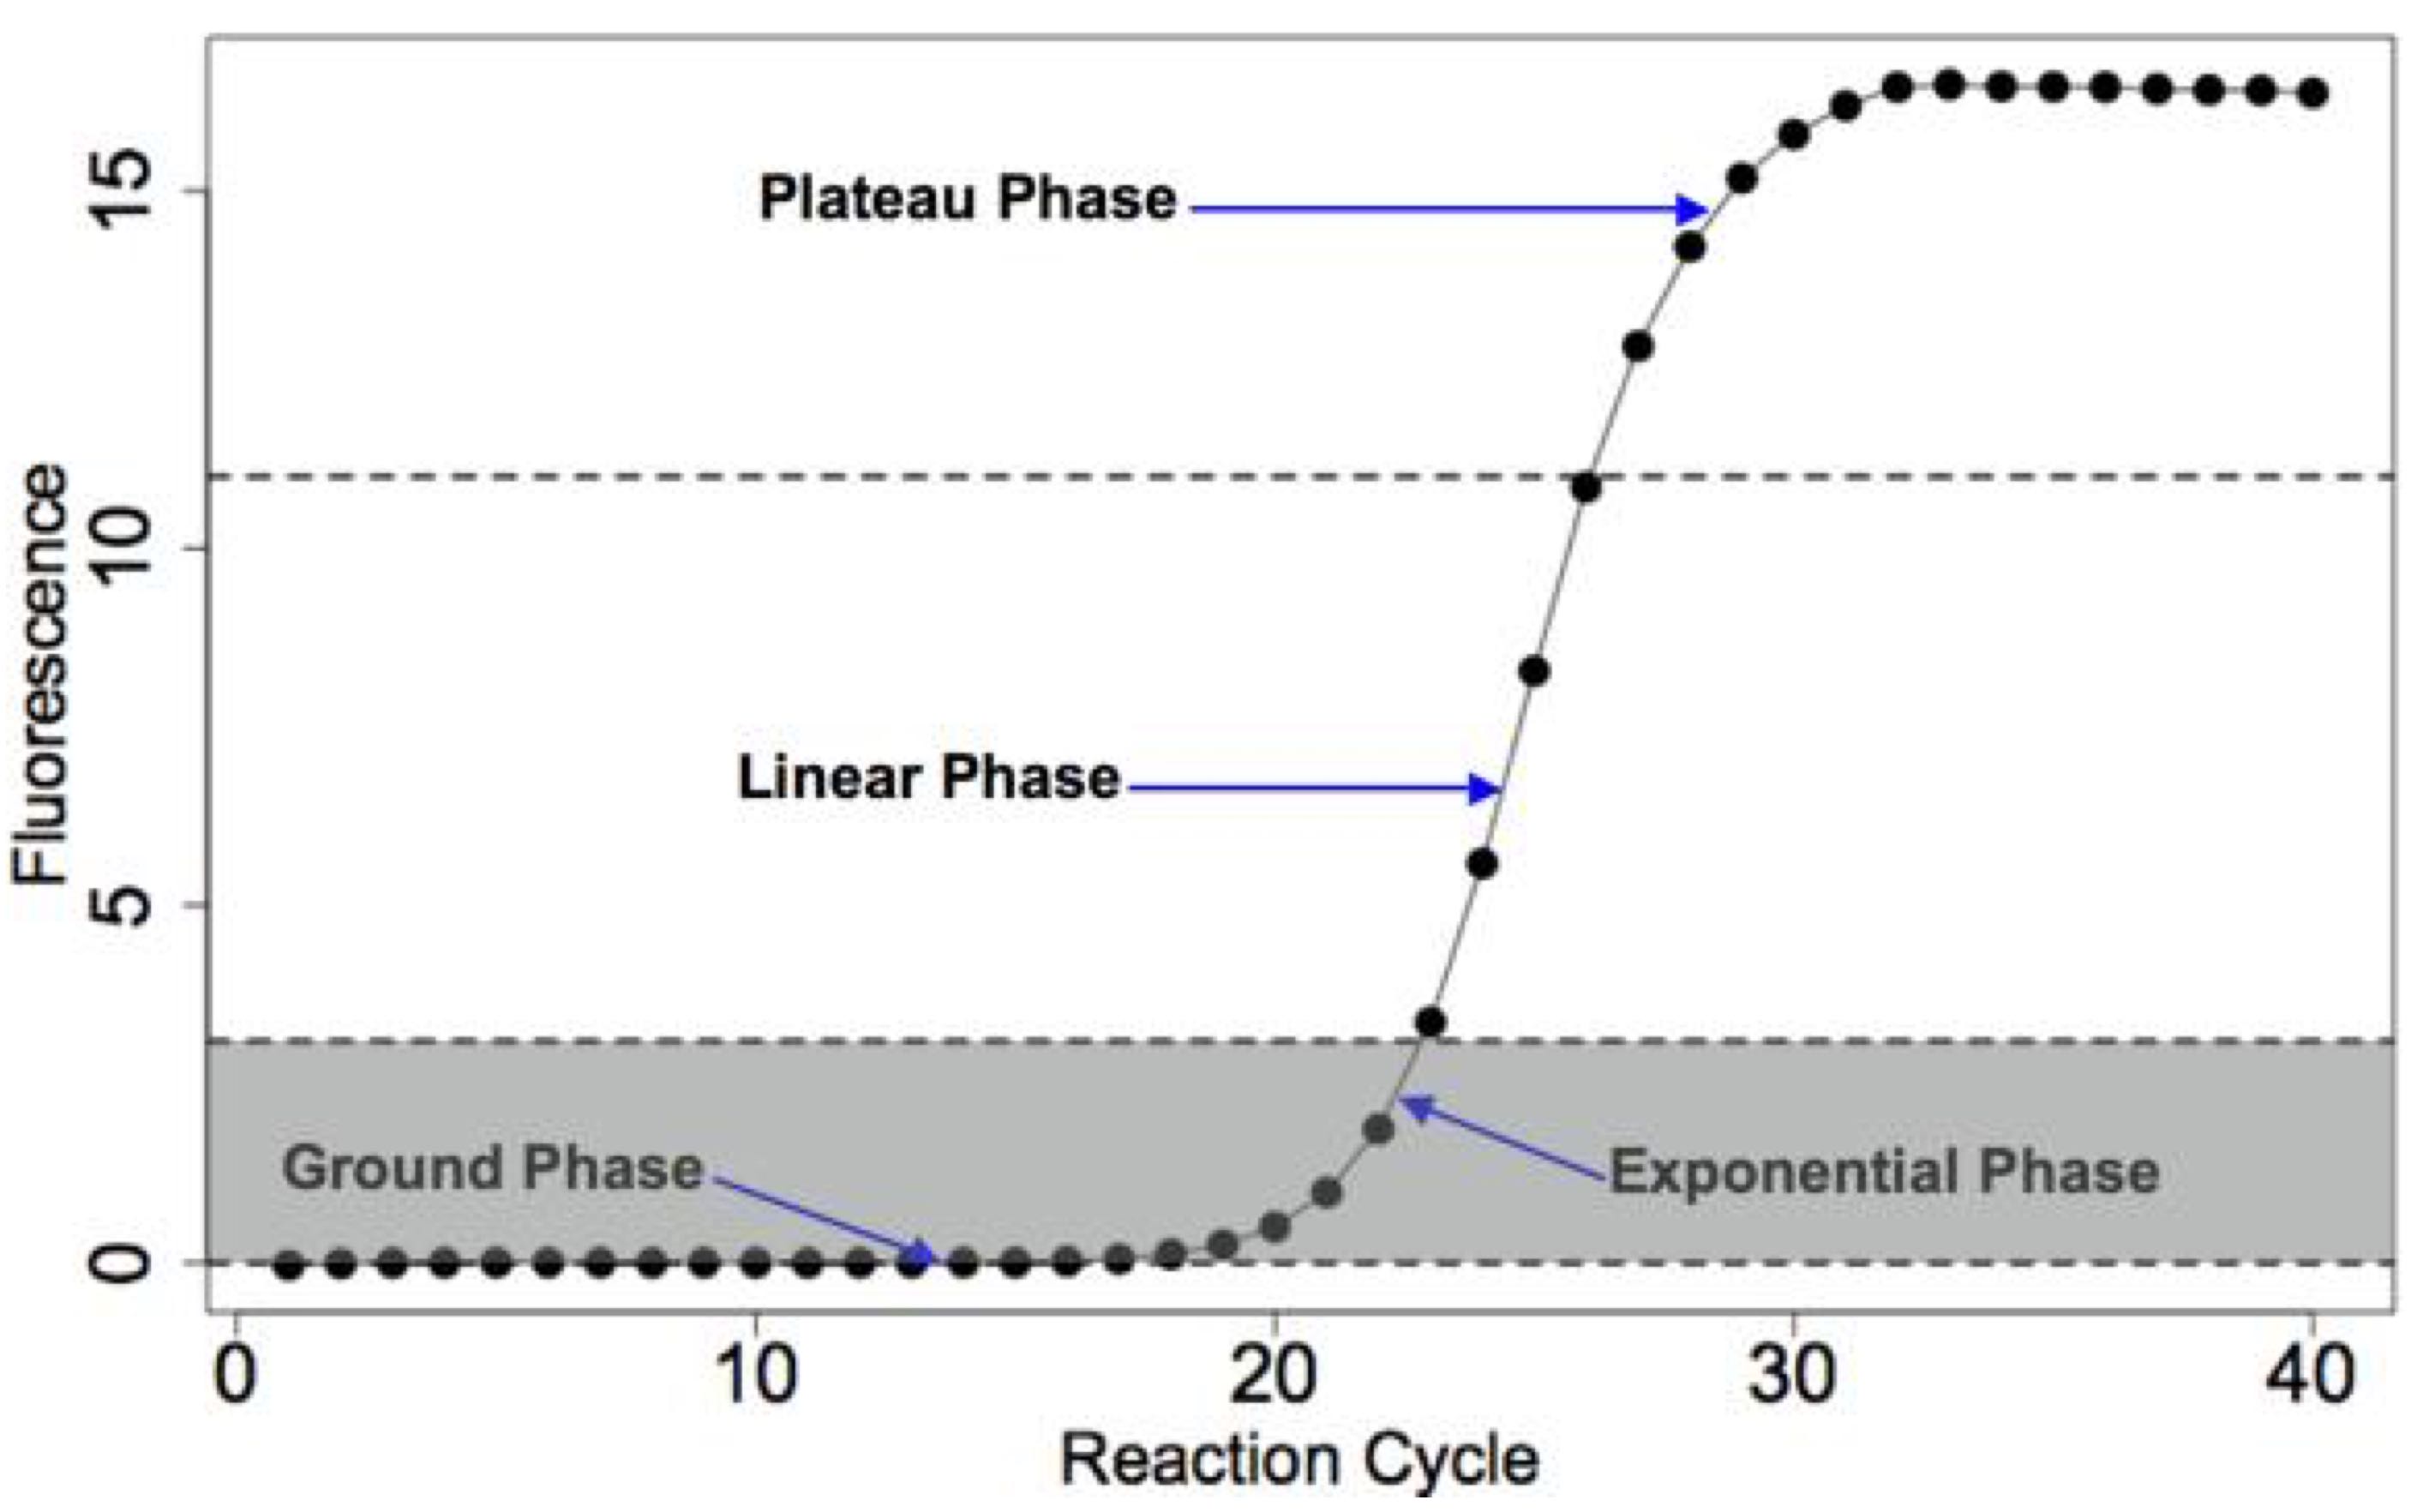 Plateau Phase
Linear Phase
Ground Phase
Exponential Phase
Fluorescence
15
10
5
0
0 10 20 30 40
Reaction Cycle